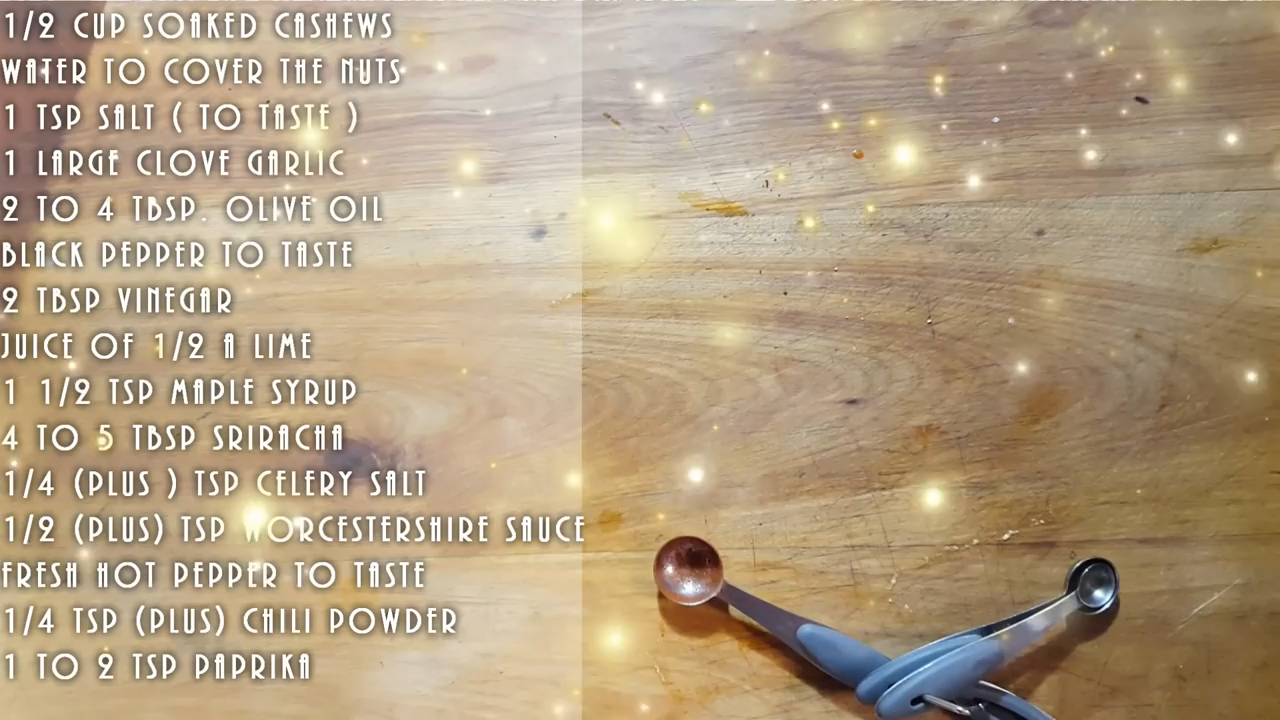 1/2 CUP SOAKED CASHEWS
WATER TO COVER THE NUTS
1 TSP SALT ( TO TASTE )
1 LARGE CLOVE GARLIC
2 TO 4 TBSP. OLIVE OIL
BLACK PEPPER TO TASTE
2 TBSP VINEGAR
JUICE OF 1/2 A LIME
1 1/2 TSP MAPLE SYRUP
4 TO 5 TBSP SRIRACHA
1/4 (PLUS ) TSP CELERY SALT
1/2 (PLUS) TSP WORCESTERSHIRE SAUCE
FRESH HOT PEPPER TO TASTE
1/4 TSP (PLUS) CHILI POWDER
1 TO 2 TSP PAPRIKA